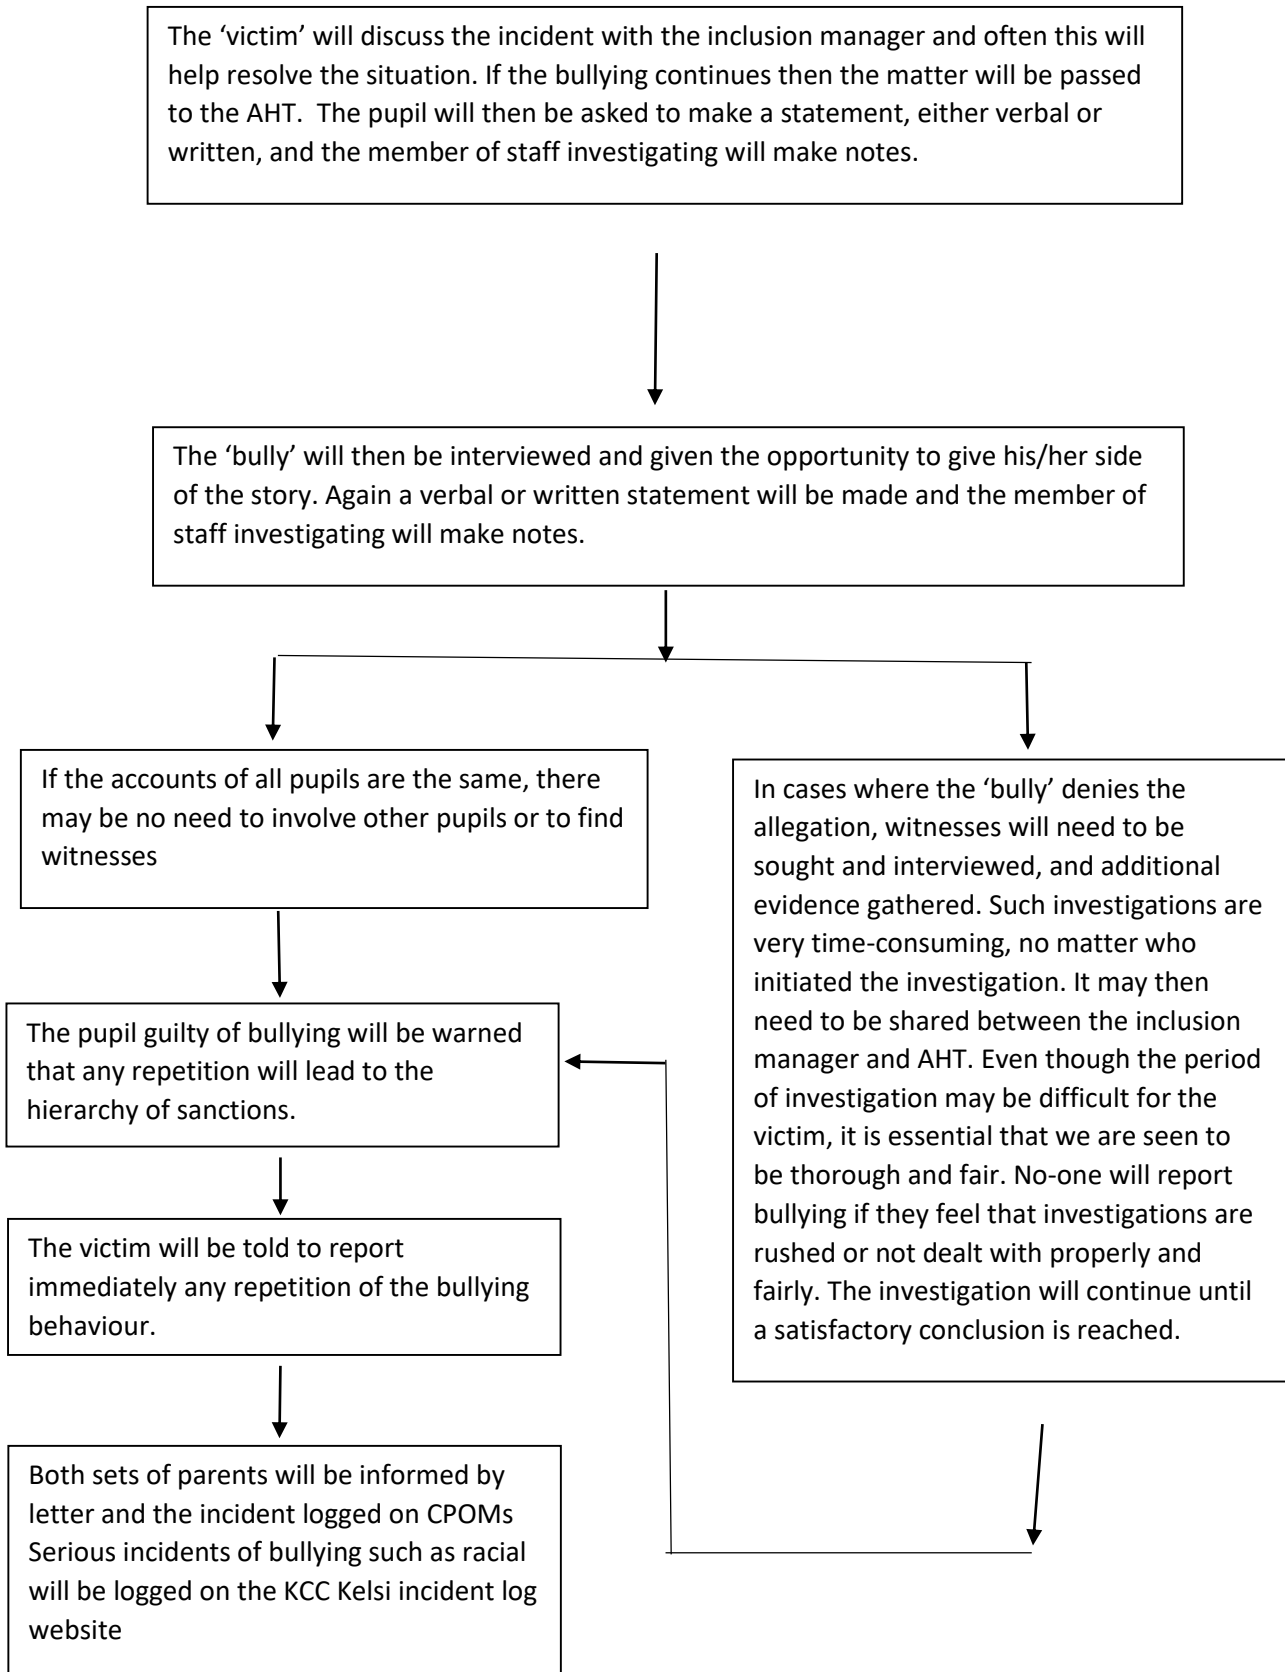 The ‘victim’ will discuss the incident with the inclusion manager and often this will
help resolve the situation. If the bullying continues then the matter will be passed
to the AHT.  The pupil will then be asked to make a statement, either verbal or
written, and the member of staff investigating will make notes.
The ‘bully’ will then be interviewed and given the opportunity to give his/her side
of the story. Again a verbal or written statement will be made and the member of
staff investigating will make notes.
If the accounts of all pupils are the same, there
may be no need to involve other pupils or to find
witnesses
In cases where the ‘bully’ denies the
allegation, witnesses will need to be
sought and interviewed, and additional
evidence gathered. Such investigations are
very time-consuming, no matter who
initiated the investigation. It may then
need to be shared between the inclusion
manager and AHT. Even though the period
of investigation may be difficult for the
victim, it is essential that we are seen to
be thorough and fair. No-one will report
bullying if they feel that investigations are
rushed or not dealt with properly and
fairly. The investigation will continue until
a satisfactory conclusion is reached.
The pupil guilty of bullying will be warned
that any repetition will lead to the
hierarchy of sanctions.
The victim will be told to report
immediately any repetition of the bullying
behaviour.
Both sets of parents will be informed by
letter and the incident logged on CPOMs
Serious incidents of bullying such as racial
will be logged on the KCC Kelsi incident log
website